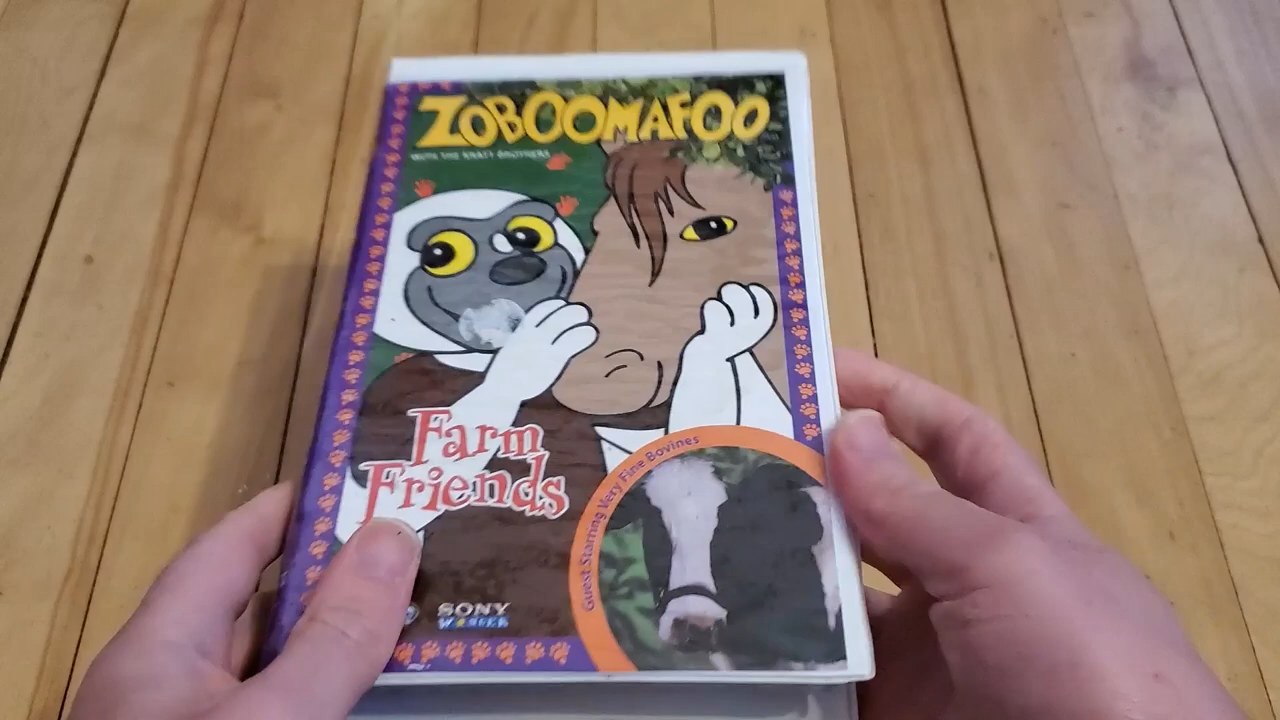 ZOBOOMAFOO
WITH THE KRATT BROTHERS
Farm
Friends
Guest Starring Very Fine Bovines
SONY
WONDER